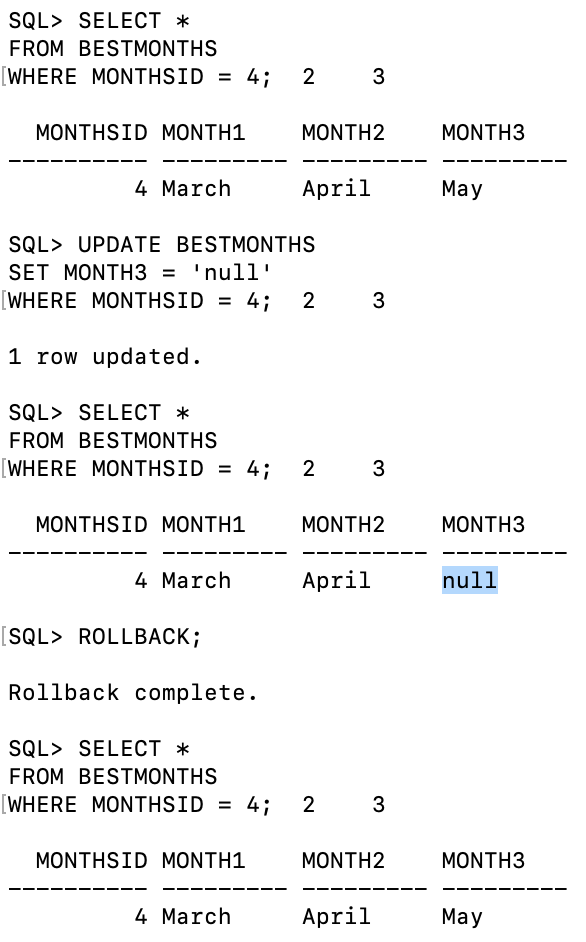 SQL> SELECT *
FROM BESTMONTHS
[WHERE MONTHSID = 4;  2    3
  MONTHSID MONTH1    MONTH2    MONTH3
---------- --------- --------- ---------
         4 March     April     May
SQL> UPDATE BESTMONTHS
SET MONTH3 = 'null'
[WHERE MONTHSID = 4;  2    3
1 row updated.
SQL> SELECT *
FROM BESTMONTHS
[WHERE MONTHSID = 4;  2    3
  MONTHSID MONTH1    MONTH2    MONTH3
---------- --------- --------- ---------
         4 March     April     null
[SQL> ROLLBACK;
Rollback complete.
SQL> SELECT *
FROM BESTMONTHS
[WHERE MONTHSID = 4;  2    3
  MONTHSID MONTH1    MONTH2    MONTH3
---------- --------- --------- ---------
         4 March     April     May